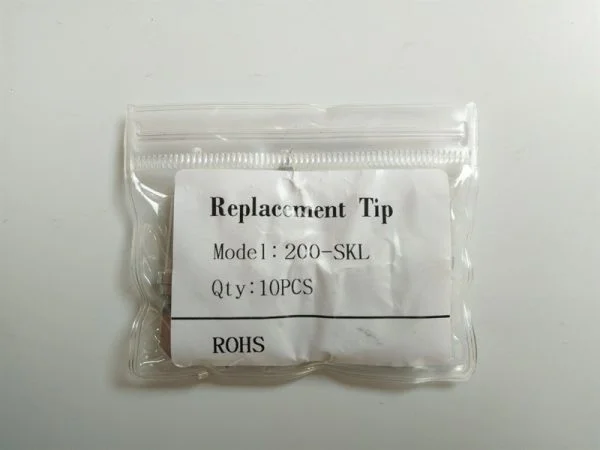 Replacement Tip
Model: 200-SKL
Qty:10PCS
ROHS